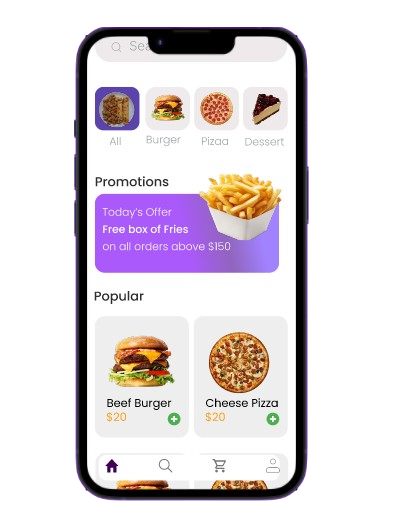 Sea
All
Burger
Pizaa
Dessert
Promotions
Today's Offer
Free box of Fries
on all orders above $150
Popular
Beef Burger
$20
Cheese Pizza
$20